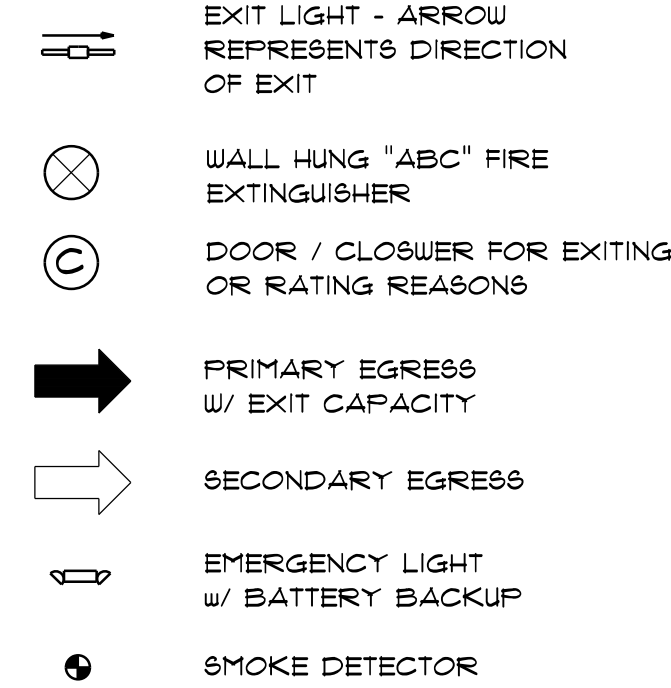 EXIT LIGHT - ARROW
REPRESENTS DIRECTION
OF EXIT
WALL HUNG "ABC" FIRE
EXTINGUISHER
C
DOOR / CLOSWER FOR EXITING
OR RATING REASONS
PRIMARY EGRESS
W/ EXIT CAPACITY
SECONDARY EGRESS
EMERGENCY LIGHT
w/ BATTERY BACKUP
SMOKE DETECTOR